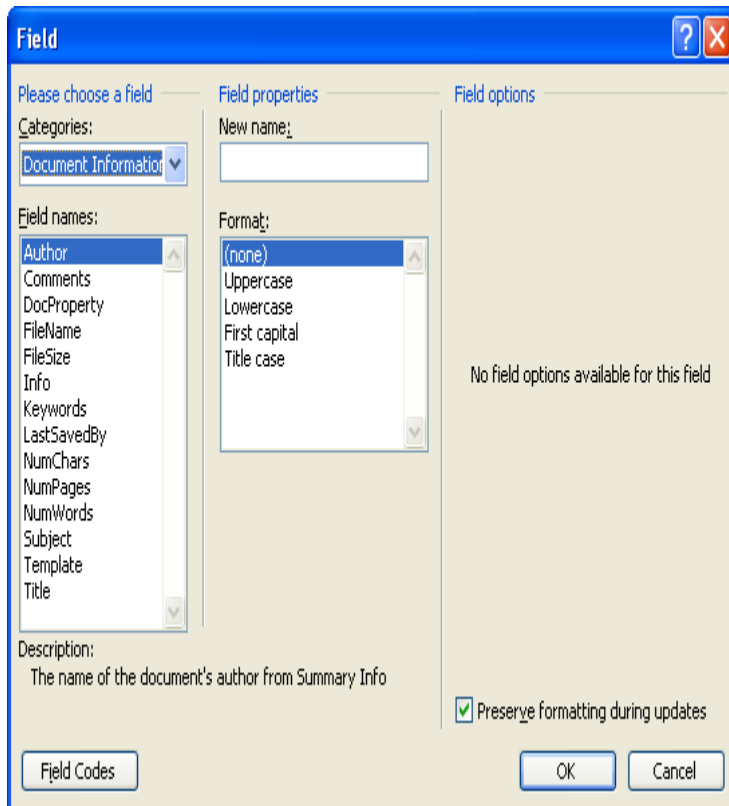 Field
Please choose a field
Categories:
Document Information
Field names:
Author
Comments
DocProperty
FileName
FileSize
Info
Keywords
LastSavedBy
NumChars
NumPages
NumWords
Subject
Template
Title
Field properties
New name:
Format:
(none)
Uppercase
Lowercase
First capital
Title case
Field options
No field options available for this field
Description:
The name of the document's author from Summary Info
Preserve formatting during updates
Field Codes
OK
Cancel